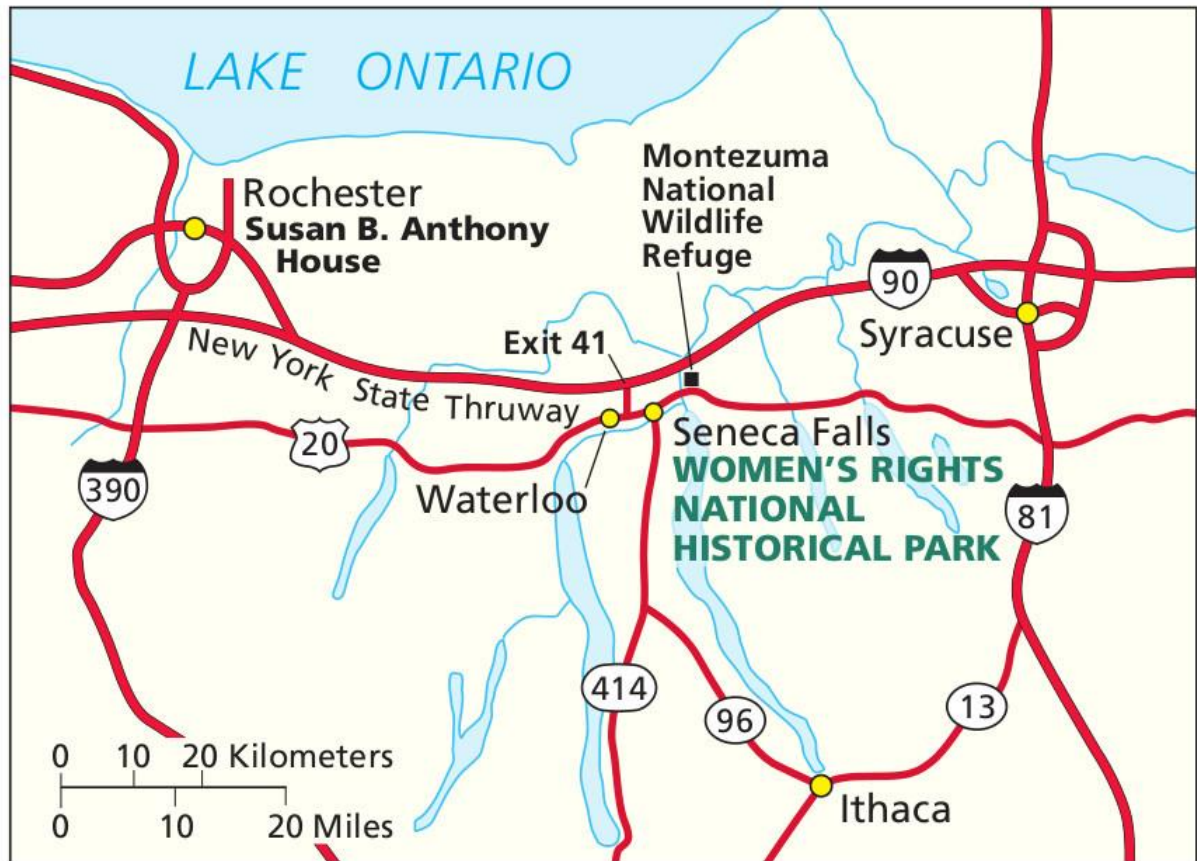 LAKE ONTARIO
Montezuma
National
Wildlife
Refuge
Rochester
Susan B. Anthony
House
90
Syracuse
New York State Thruway
Exit 41
20
390
Waterloo
Seneca Falls
WOMEN'S RIGHTS
NATIONAL
HISTORICAL PARK
81
414
96
13
Ithaca
0 10 20 Kilometers
0 10 20 Miles